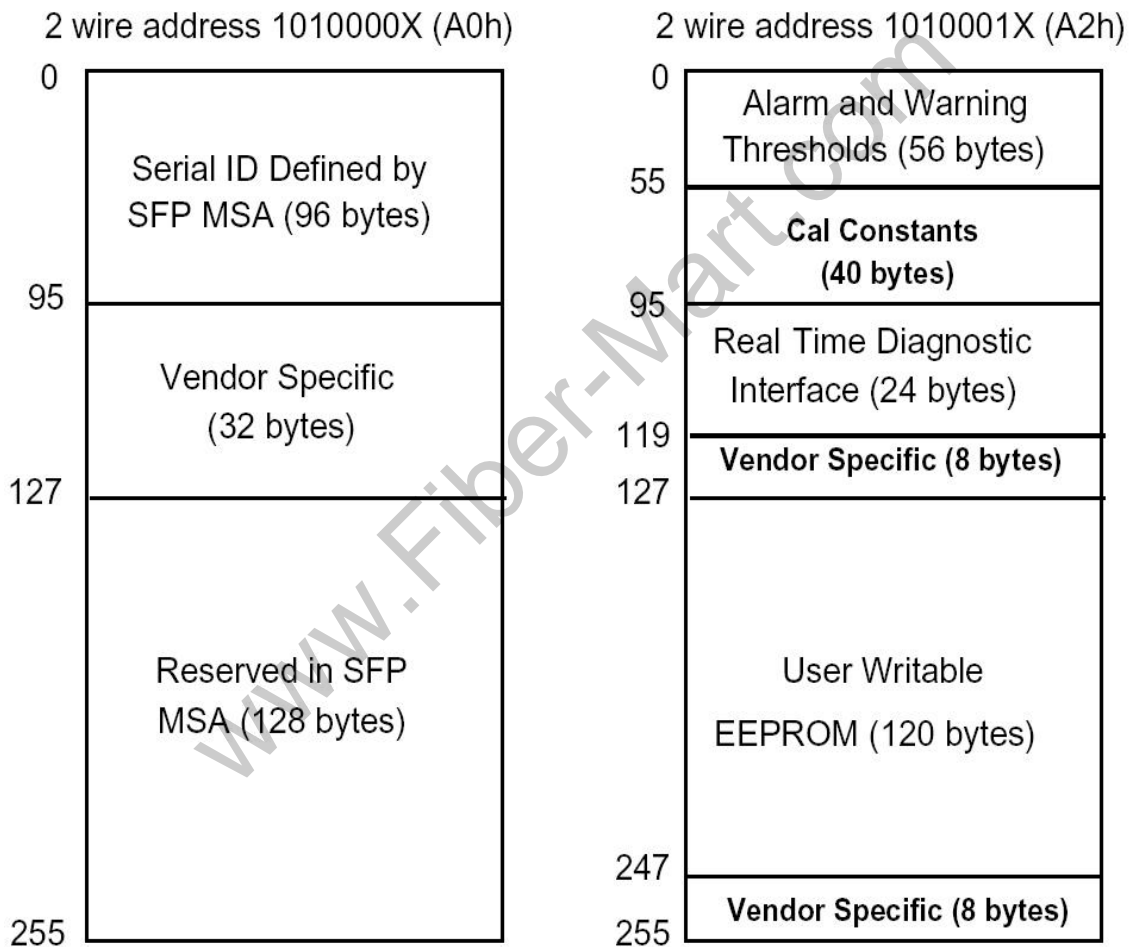 2 wire address 1010000X (A0h)
0
Serial ID Defined by
SFP MSA (96 bytes)
95
Vendor Specific
(32 bytes)
127
Reserved in SFP
MSA (128 bytes)
255
2 wire address 1010001X (A2h)
0
Alarm and Warning
Thresholds (56 bytes)
55
Cal Constants
(40 bytes)
95
Real Time Diagnostic
Interface (24 bytes)
119
Vendor Specific (8 bytes)
127
User Writable
EEPROM (120 bytes)
247
Vendor Specific (8 bytes)
255
www.Fiber-Mart.com